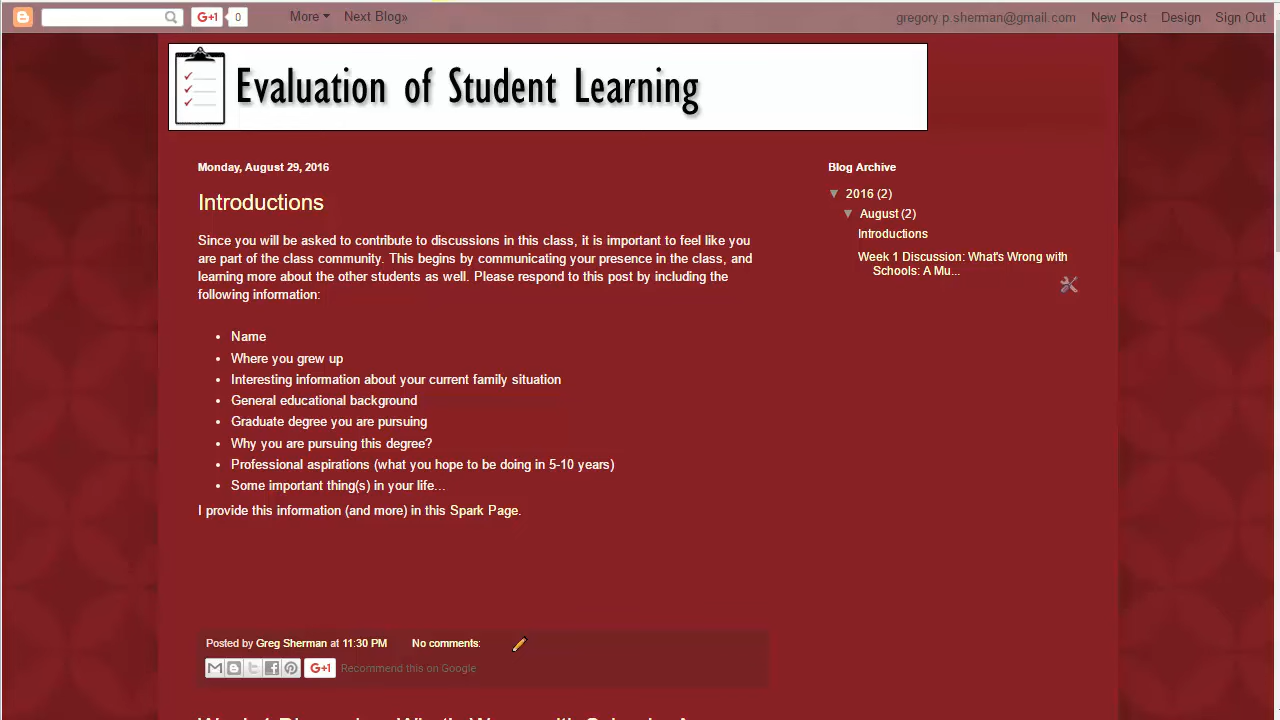 G+1 0 More Next Blog» gregory p.sherman@gmail.com New Post Design Sign Out
Evaluation of Student Learning
Monday, August 29, 2016
Introductions
Since you will be asked to contribute to discussions in this class, it is important to feel like you
are part of the class community. This begins by communicating your presence in the class, and
learning more about the other students as well. Please respond to this post by including the
following information:
• Name
• Where you grew up
• Interesting information about your current family situation
• General educational background
• Graduate degree you are pursuing
• Why you are pursuing this degree?
• Professional aspirations (what you hope to be doing in 5-10 years)
• Some important thing(s) in your life...
I provide this information (and more) in this Spark Page.
Posted by Greg Sherman at 11:30 PM No comments:
G+1 Recommend this on Google
Blog Archive
▼ 2016 (2)
▼ August (2)
Introductions
Week 1 Discussion: What's Wrong with
Schools: A Mu...